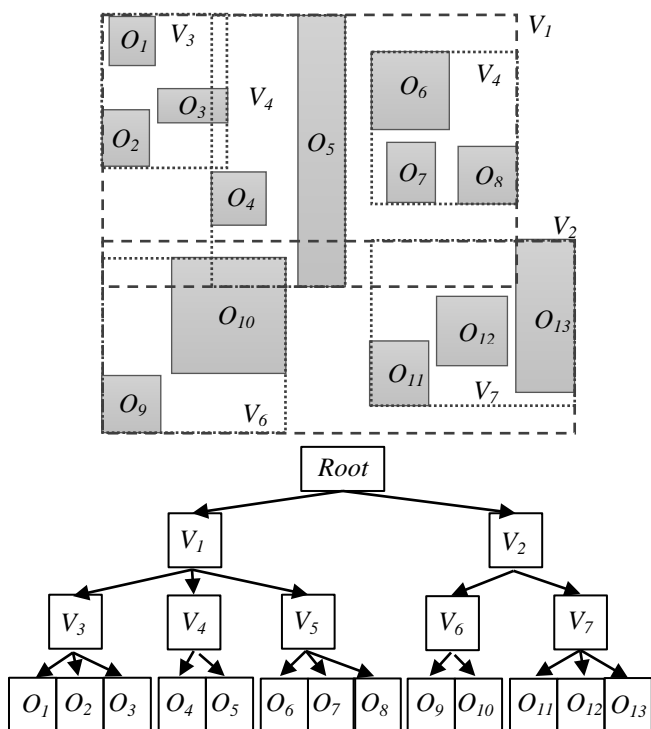 O1 V3 V1
O3 V4 O6 V4
O2 O5
O7 O8
O4
V2
O10 O12 O13
O11
O9 V6 V7
Root
V1 V2
V3 V4 V5 V6 V7
O1 O2 O3 O4 O5 O6 O7 O8 O9 O10 O11 O12 O13